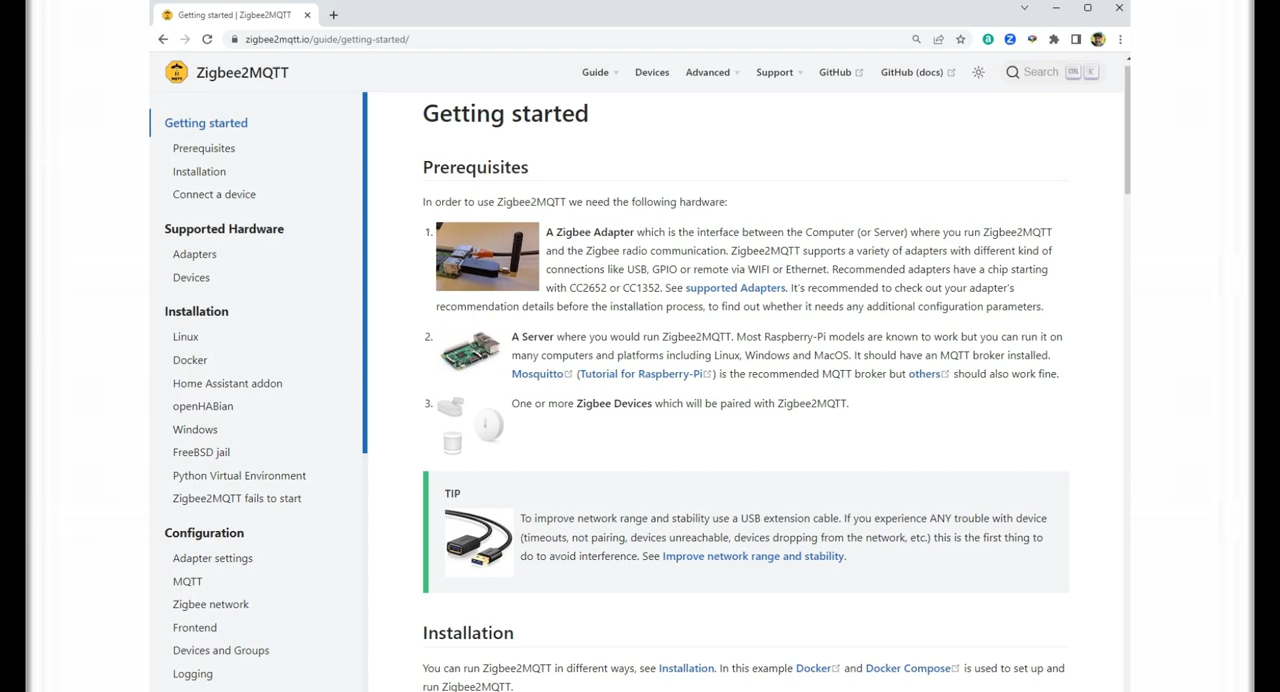 Getting started | Zigbee2MQTT
zigbee2mqtt.io/guide/getting-started/
Zigbee2MQTT
Guide
Devices
Advanced
Support
GitHub
GitHub (docs)
Search
CTRL
K
Getting started
Prerequisites
Installation
Connect a device
Supported Hardware
Adapters
Devices
Installation
Linux
Docker
Home Assistant addon
openHABian
Windows
FreeBSD jail
Python Virtual Environment
Zigbee2MQTT fails to start
Configuration
Adapter settings
MQTT
Zigbee network
Frontend
Devices and Groups
Logging
Getting started
Prerequisites
In order to use Zigbee2MQTT we need the following hardware:
1. A Zigbee Adapter which is the interface between the Computer (or Server) where you run Zigbee2MQTT
and the Zigbee radio communication. Zigbee2MQTT supports a variety of adapters with different kind of
connections like USB, GPIO or remote via WIFI or Ethernet. Recommended adapters have a chip starting
with CC2652 or CC1352. See supported Adapters. It's recommended to check out your adapter's
recommendation details before the installation process, to find out whether it needs any additional configuration parameters.
2. A Server where you would run Zigbee2MQTT. Most Raspberry-Pi models are known to work but you can run it on
many computers and platforms including Linux, Windows and MacOS. It should have an MQTT broker installed.
Mosquitto (Tutorial for Raspberry-Pi) is the recommended MQTT broker but others should also work fine.
3. One or more Zigbee Devices which will be paired with Zigbee2MQTT.
TIP
To improve network range and stability use a USB extension cable. If you experience ANY trouble with device
(timeouts, not pairing, devices unreachable, devices dropping from the network, etc.) this is the first thing to
do to avoid interference. See Improve network range and stability.
Installation
You can run Zigbee2MQTT in different ways, see Installation. In this example Docker and Docker Compose is used to set up and
run Zigbee2MQTT.